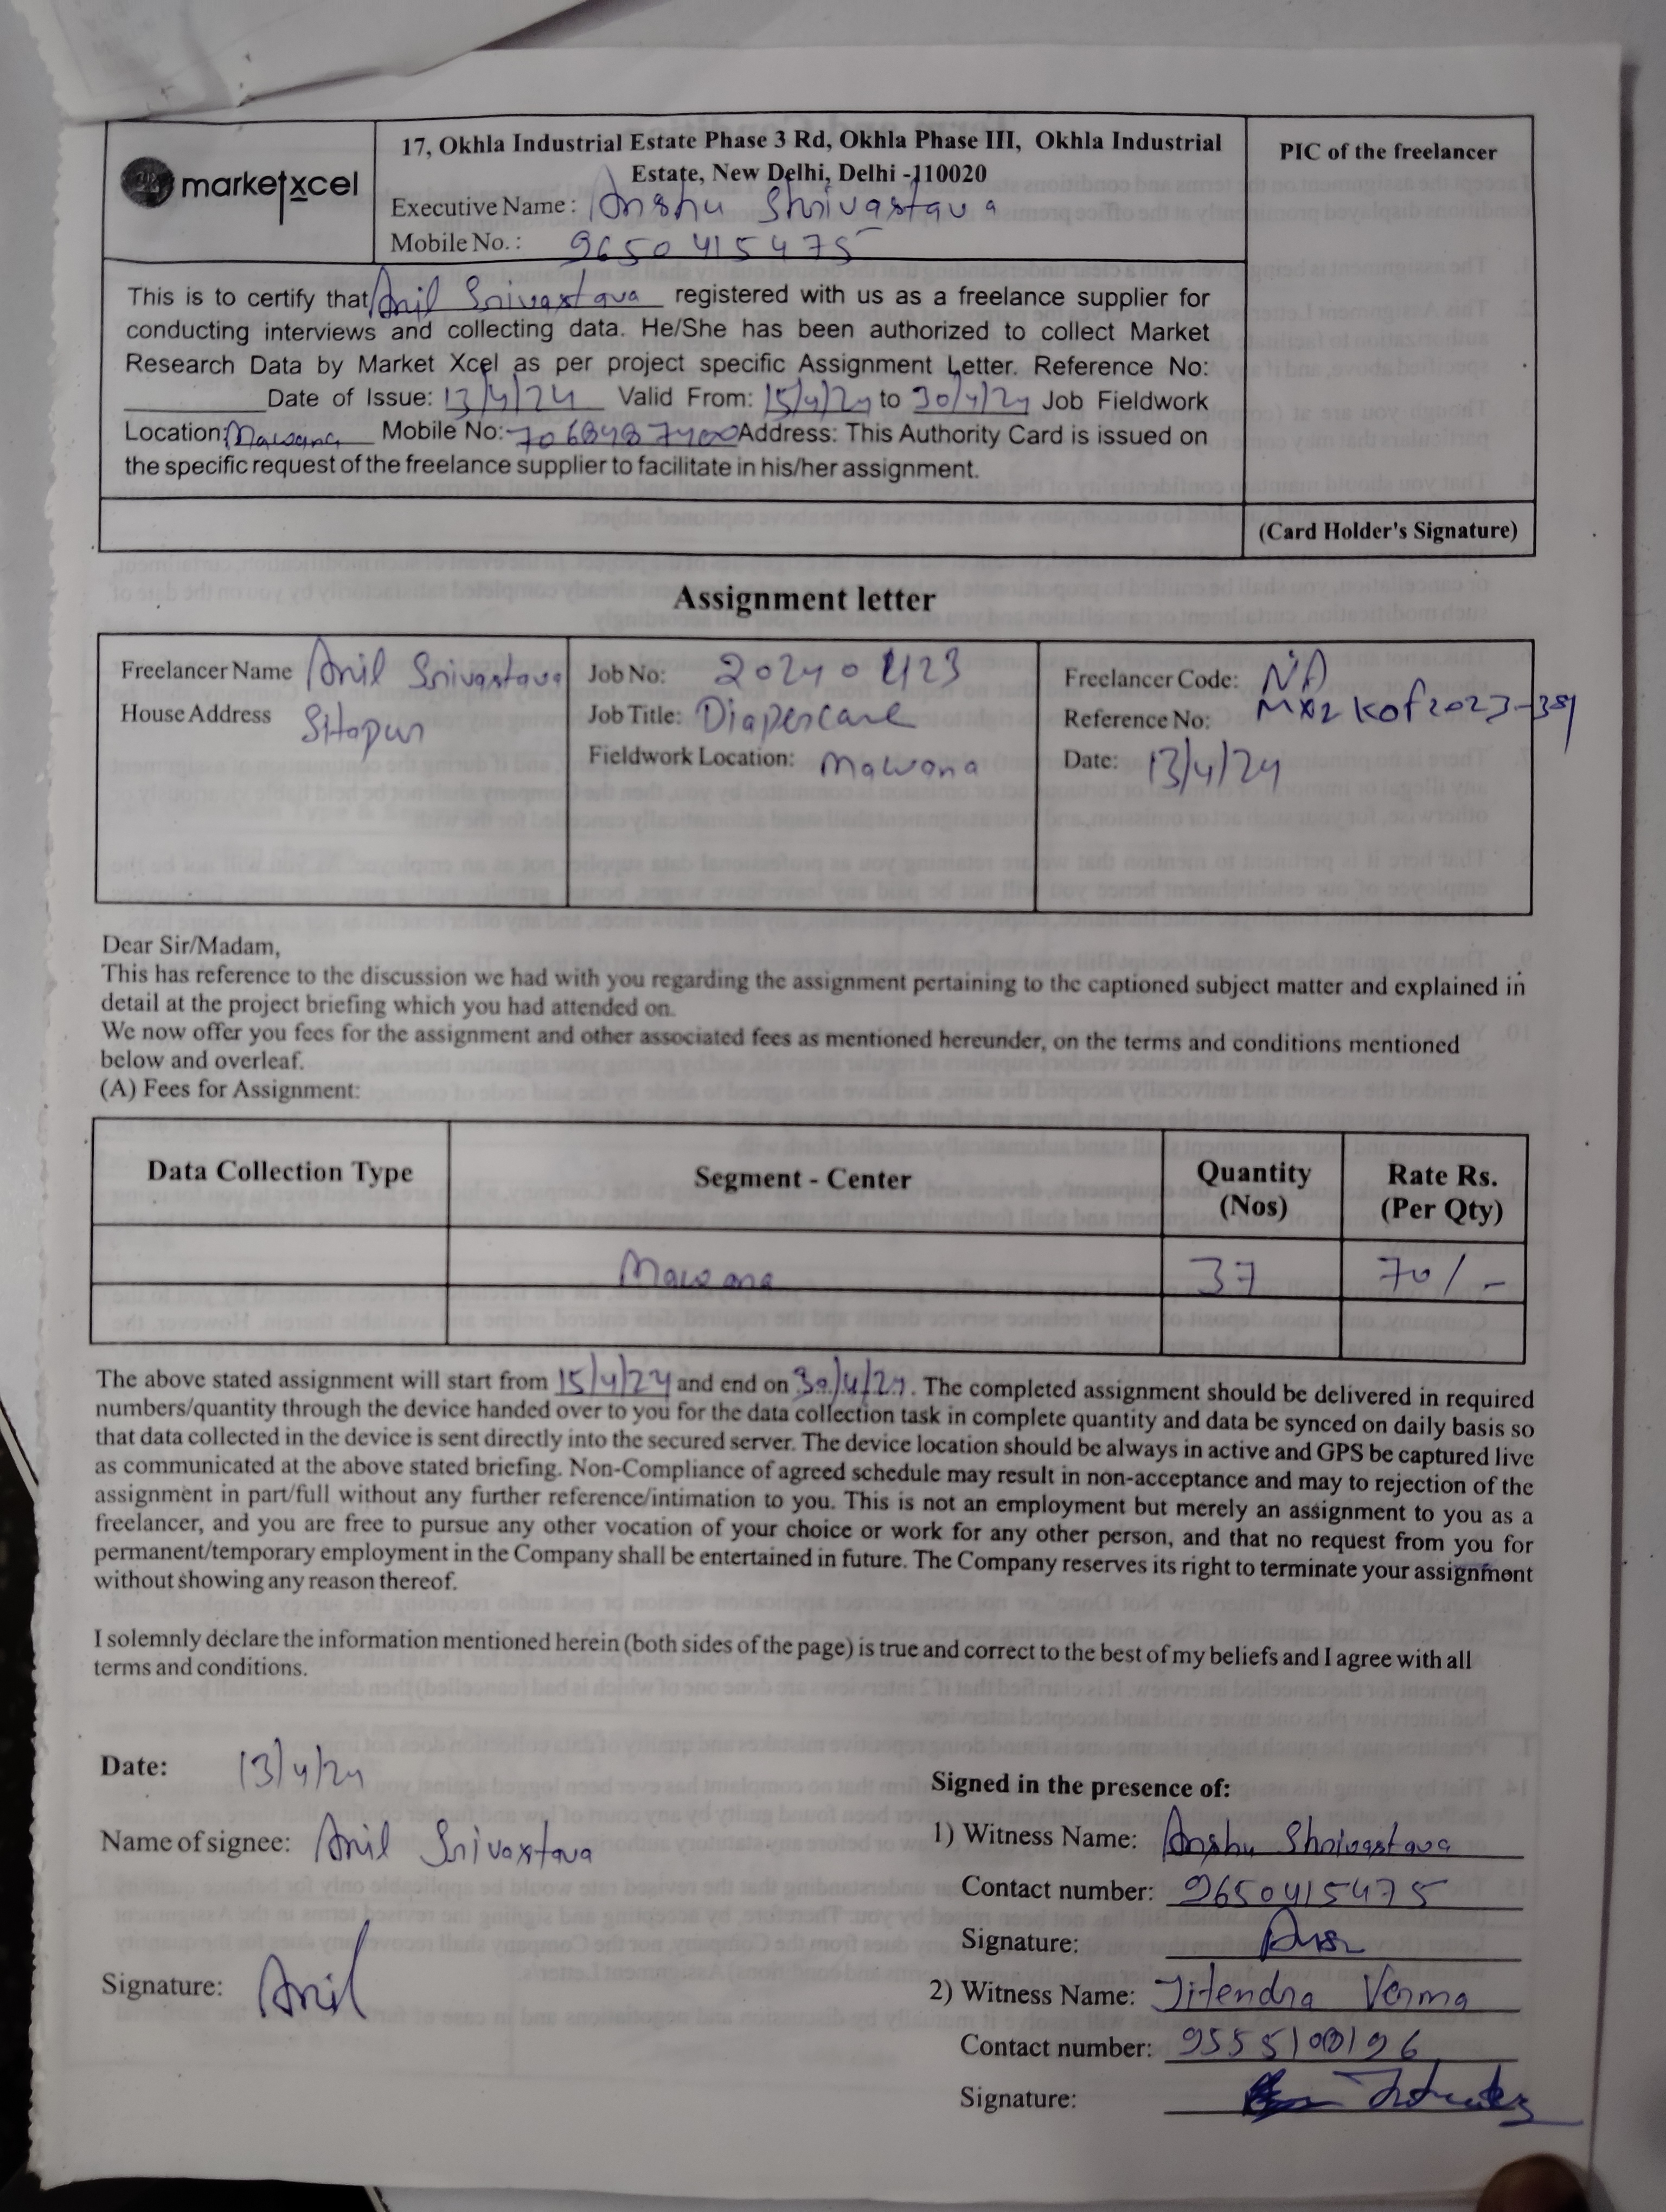 marketxcel
17, Okhla Industrial Estate Phase 3 Rd, Okhla Phase III, Okhla Industrial
Estate, New Delhi, Delhi -110020
Executive Name: Anshu Shrivastava
Mobile No.: 9650415475
PIC of the freelancer
This is to certify that Anil Srivastava registered with us as a freelance supplier for
conducting interviews and collecting data. He/She has been authorized to collect Market
Research Data by Market Xcel as per project specific Assignment Letter. Reference No:
Date of Issue: 13/4/24 Valid From: 15/4/24 to 30/4/24 Job Fieldwork
Location: Mawana Mobile No: Address: This Authority Card is issued on
the specific request of the freelance supplier to facilitate in his/her assignment.
(Card Holder's Signature)
Assignment letter
Freelancer Name Anil Srivastava
House Address Sitapur
Job No:
Job Title: Diapercare
Fieldwork Location: Mawana
Freelancer Code: NA
Reference No:
Date: 13/4/24
Dear Sir/Madam,
This has reference to the discussion we had with you regarding the assignment pertaining to the captioned subject matter and explained in
detail at the project briefing which you had attended on.
We now offer you fees for the assignment and other associated fees as mentioned hereunder, on the terms and conditions mentioned
below and overleaf.
(A) Fees for Assignment:
Data Collection Type Segment - Center Quantity (Nos) Rate Rs. (Per Qty)
Mawana 37 70/-
The above stated assignment will start from 15/4/24 and end on 30/4/24. The completed assignment should be delivered in required
numbers/quantity through the device handed over to you for the data collection task in complete quantity and data be synced on daily basis so
that data collected in the device is sent directly into the secured server. The device location should be always in active and GPS be captured live
as communicated at the above stated briefing. Non-Compliance of agreed schedule may result in non-acceptance and may to rejection of the
assignment in part/full without any further reference/intimation to you. This is not an employment but merely an assignment to you as a
freelancer, and you are free to pursue any other vocation of your choice or work for any other person, and that no request from you for
permanent/temporary employment in the Company shall be entertained in future. The Company reserves its right to terminate your assignment
without showing any reason thereof.
I solemnly declare the information mentioned herein (both sides of the page) is true and correct to the best of my beliefs and I agree with all
terms and conditions.
Date: 13/4/24
Name of signee: Anil Srivastava
Signature: Anil
Signed in the presence of:
1) Witness Name: Anshu Shrivastava
Contact number: 9650415475
Signature:
2) Witness Name: Jitendra Verma
Contact number:
Signature: